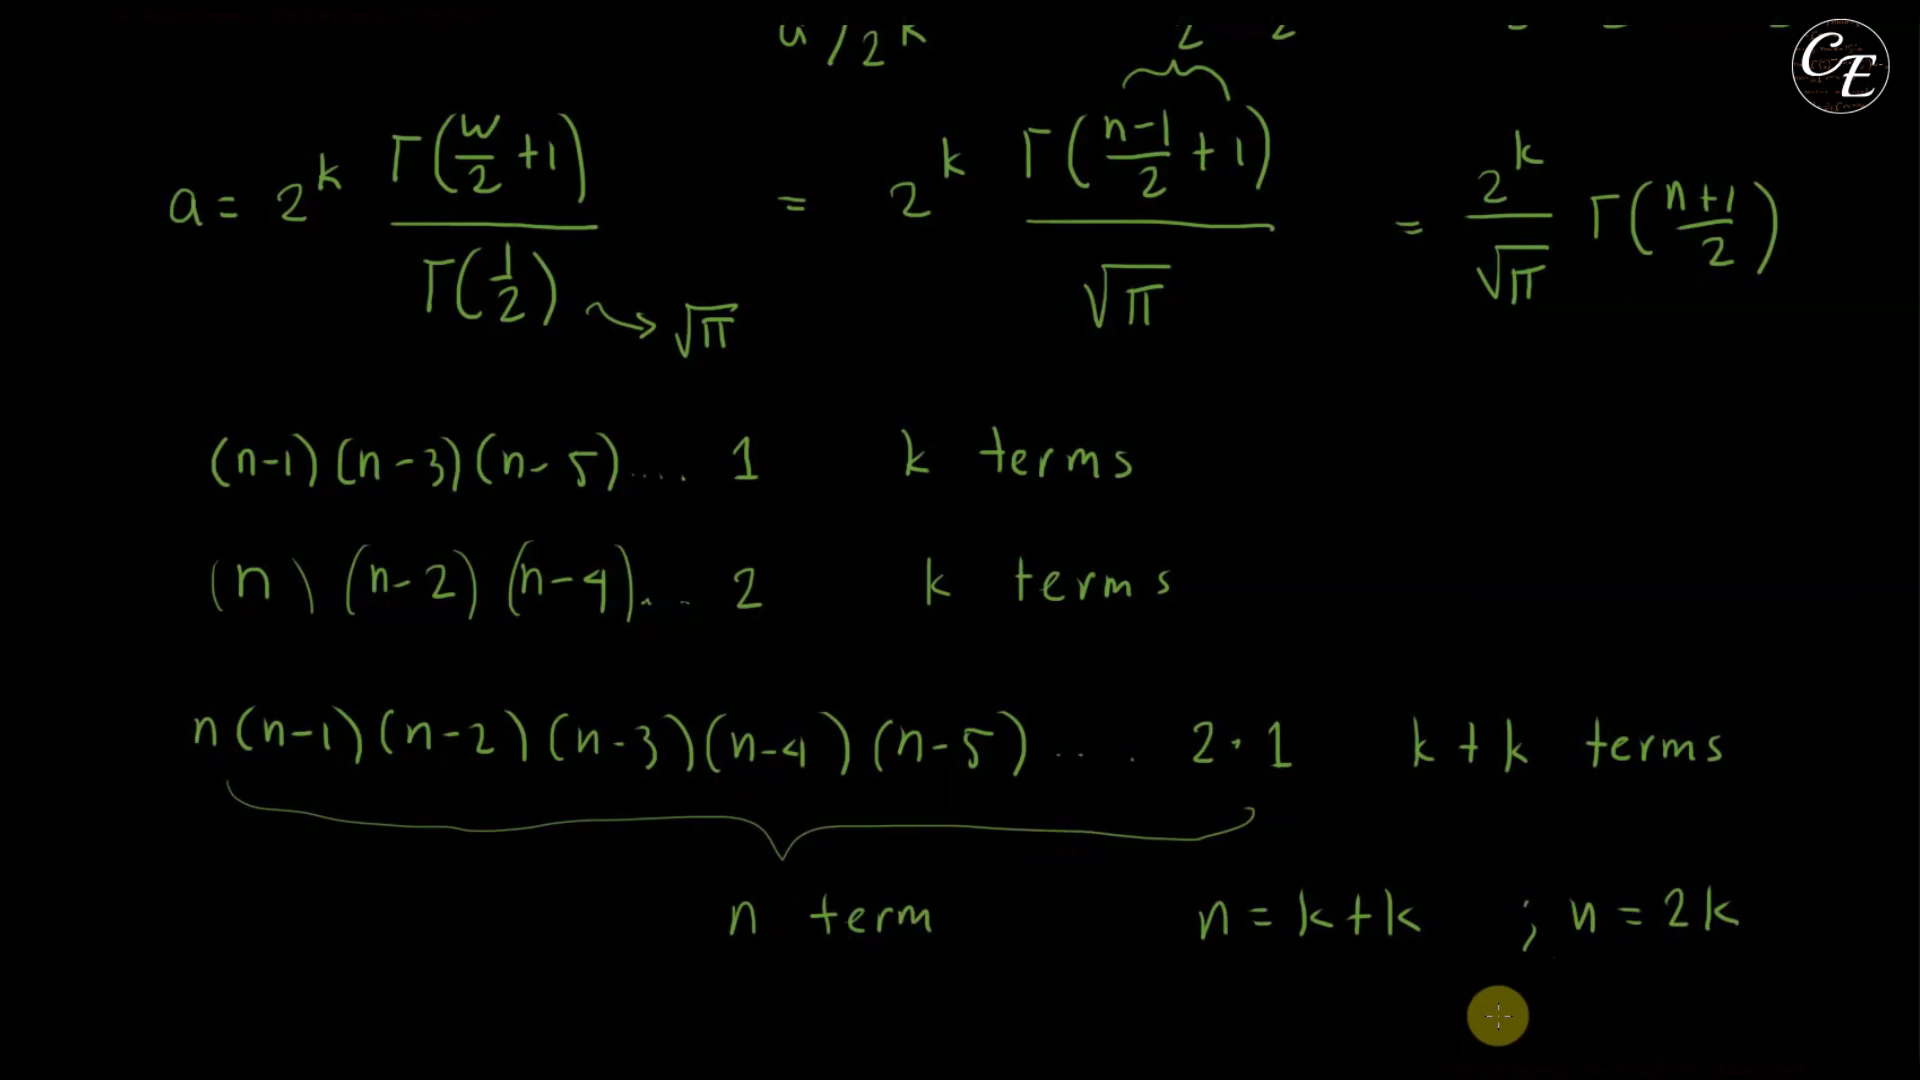 CE
a = 2^k Γ(w/2 + 1) / Γ(1/2) → √π = 2^k Γ((n-1)/2 + 1) / √π = 2^k/√π Γ((n+1)/2)
(n-1)(n-3)(n-5).... 1 k terms
(n)(n-2)(n-4)... 2 k terms
n(n-1)(n-2)(n-3)(n-4)(n-5).... 2·1 k+k terms
n term n = k+k ; n = 2k